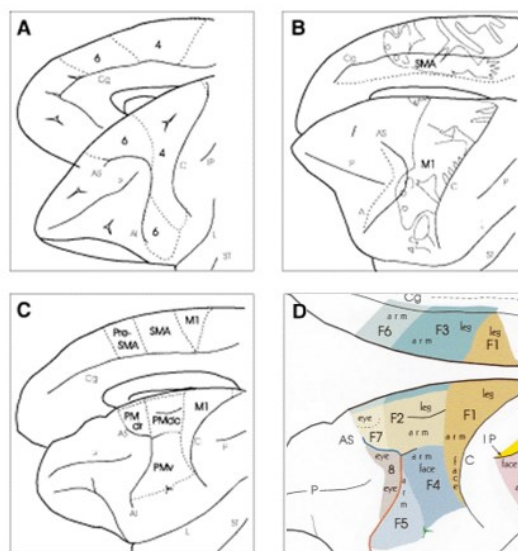 A
6
4
Cg
6
4
AS
P
C
IP
AI
6
L
ST
B
Cg
SMA
AS
P
M1
A
C
L
ST
C
Pre-
SMA
SMA
M1
Cg
PM
dr
PMdc
M1
AS
C
P
PMv
AI
L
ST
D
Cg
arm
F6
F3
leg
arm
F1
leg
leg
eye
F2
leg
F1
AS
F7
arm
arm
IP
eye
arm
C
8
face
face
face
P
eye
arm
F4
F5